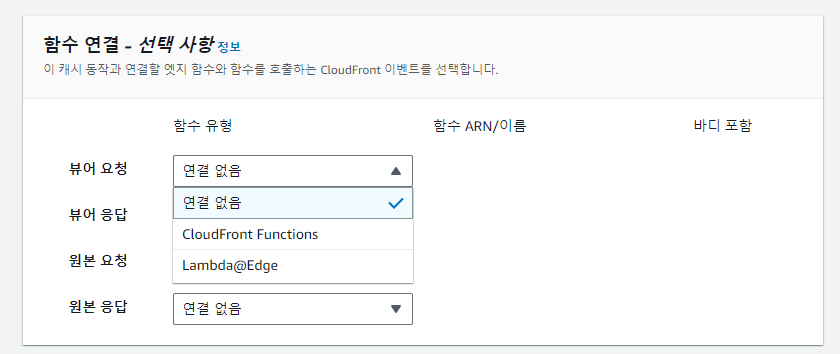 함수 연결 - 선택 사항 정보
이 캐시 동작과 연결할 엣지 함수와 함수를 호출하는 CloudFront 이벤트를 선택합니다.
함수 유형 함수 ARN/이름 바디 포함
뷰어 요청 연결 없음
연결 없음
뷰어 응답
CloudFront Functions
원본 요청
Lambda@Edge
원본 응답 연결 없음